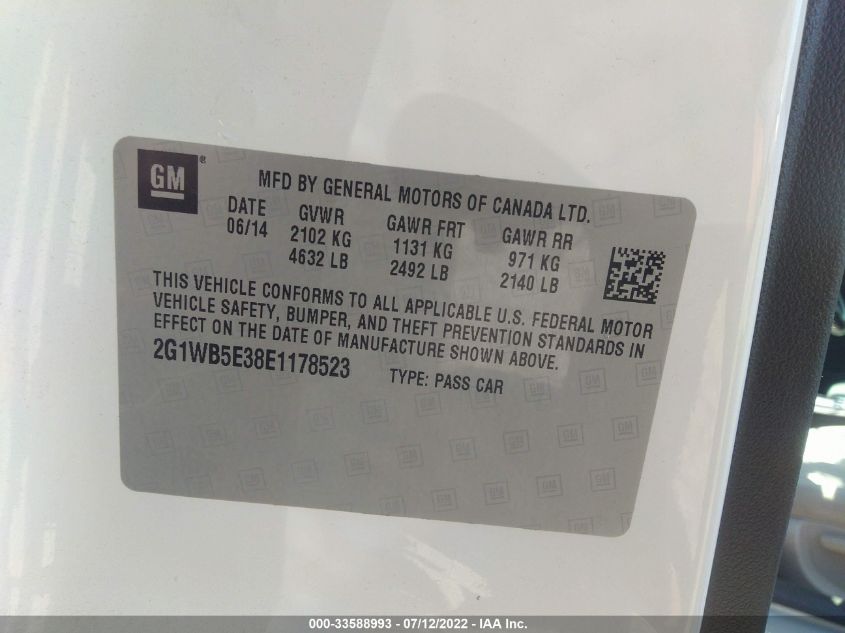 GM ®
MFD BY GENERAL MOTORS OF CANADA LTD.
DATE GVWR GAWR FRT GAWR RR
06/14 2102 KG 1131 KG 971 KG
4632 LB 2492 LB 2140 LB
THIS VEHICLE CONFORMS TO ALL APPLICABLE U.S. FEDERAL MOTOR
VEHICLE SAFETY, BUMPER, AND THEFT PREVENTION STANDARDS IN
EFFECT ON THE DATE OF MANUFACTURE SHOWN ABOVE.
2G1WB5E38E1178523 TYPE: PASS CAR
000-33588993 - 07/12/2022 - IAA Inc.